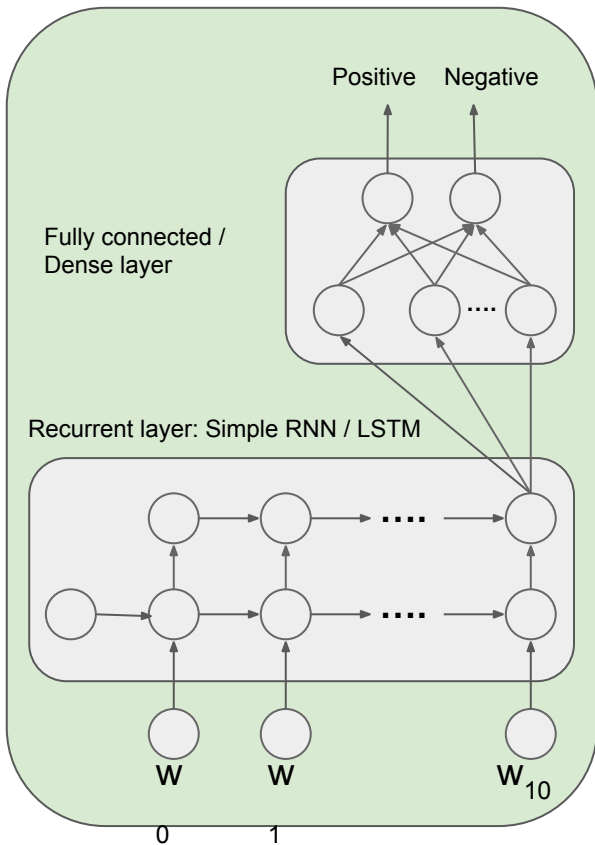 Positive Negative
Fully connected /
Dense layer
....
Recurrent layer: Simple RNN / LSTM
....
....
W W W10
0 1